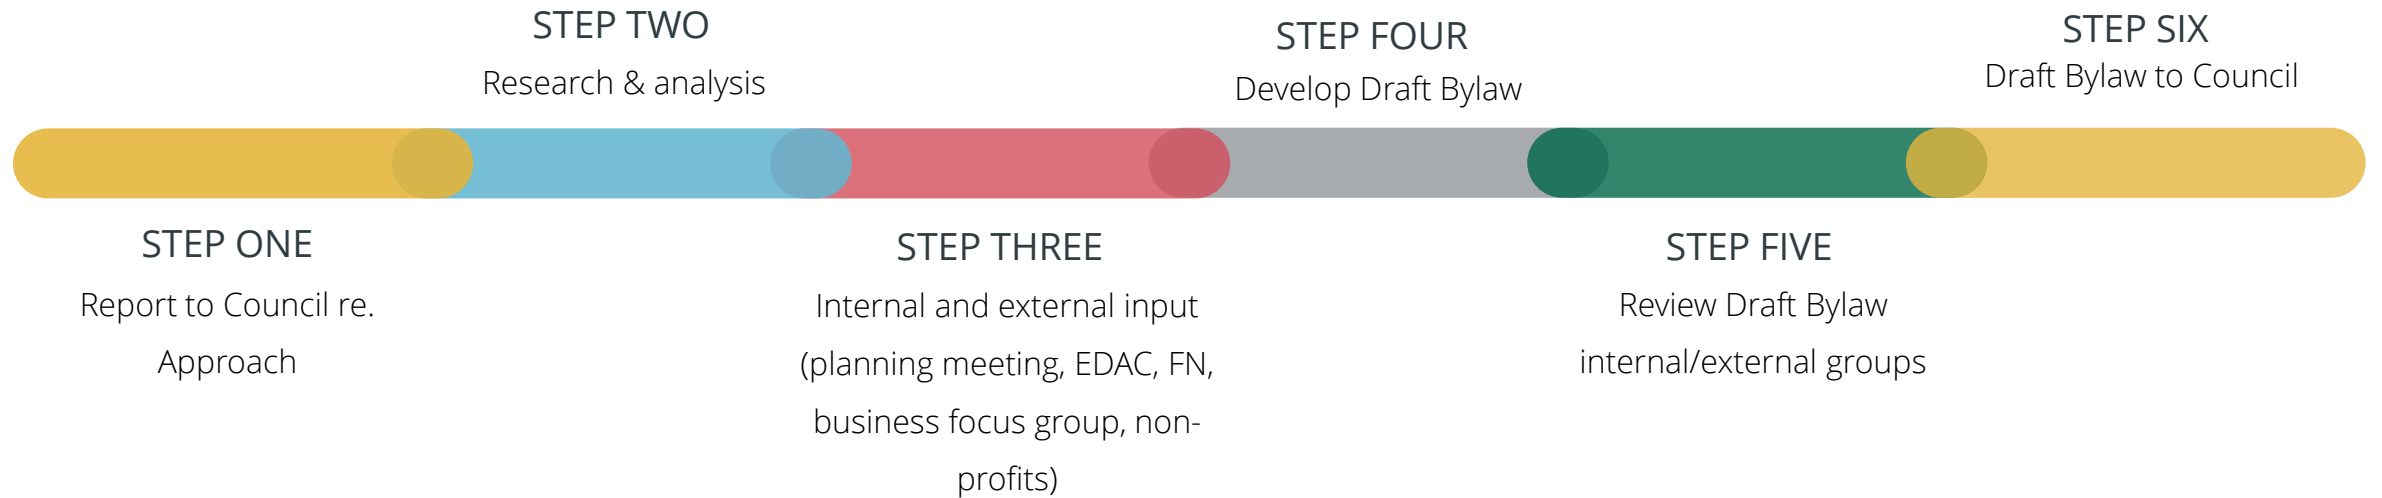 STEP ONE
Report to Council re.
Approach
STEP TWO
Research & analysis
STEP THREE
Internal and external input
(planning meeting, EDAC, FN,
business focus group, non-
profits)
STEP FOUR
Develop Draft Bylaw
STEP FIVE
Review Draft Bylaw
internal/external groups
STEP SIX
Draft Bylaw to Council